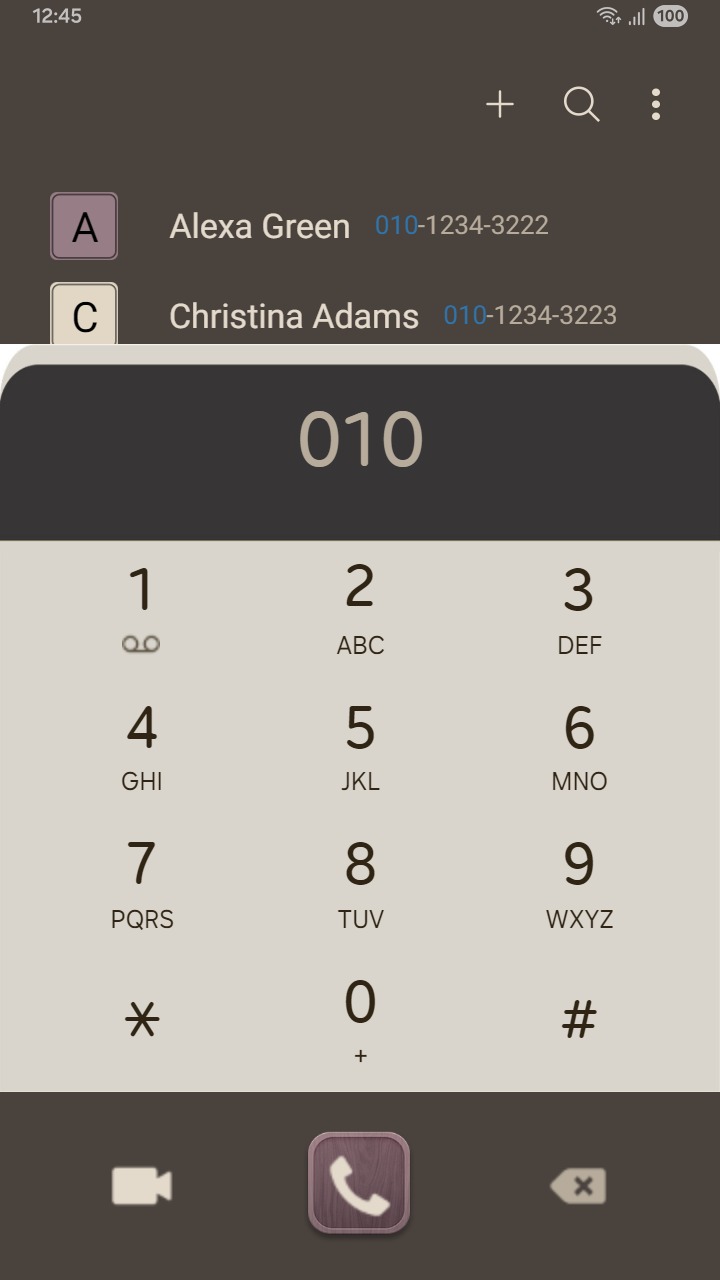 12:45 100
A Alexa Green 010-1234-3222
C Christina Adams 010-1234-3223
010
1 2 3
ABC DEF
4 5 6
GHI JKL MNO
7 8 9
PQRS TUV WXYZ
* 0 #
+